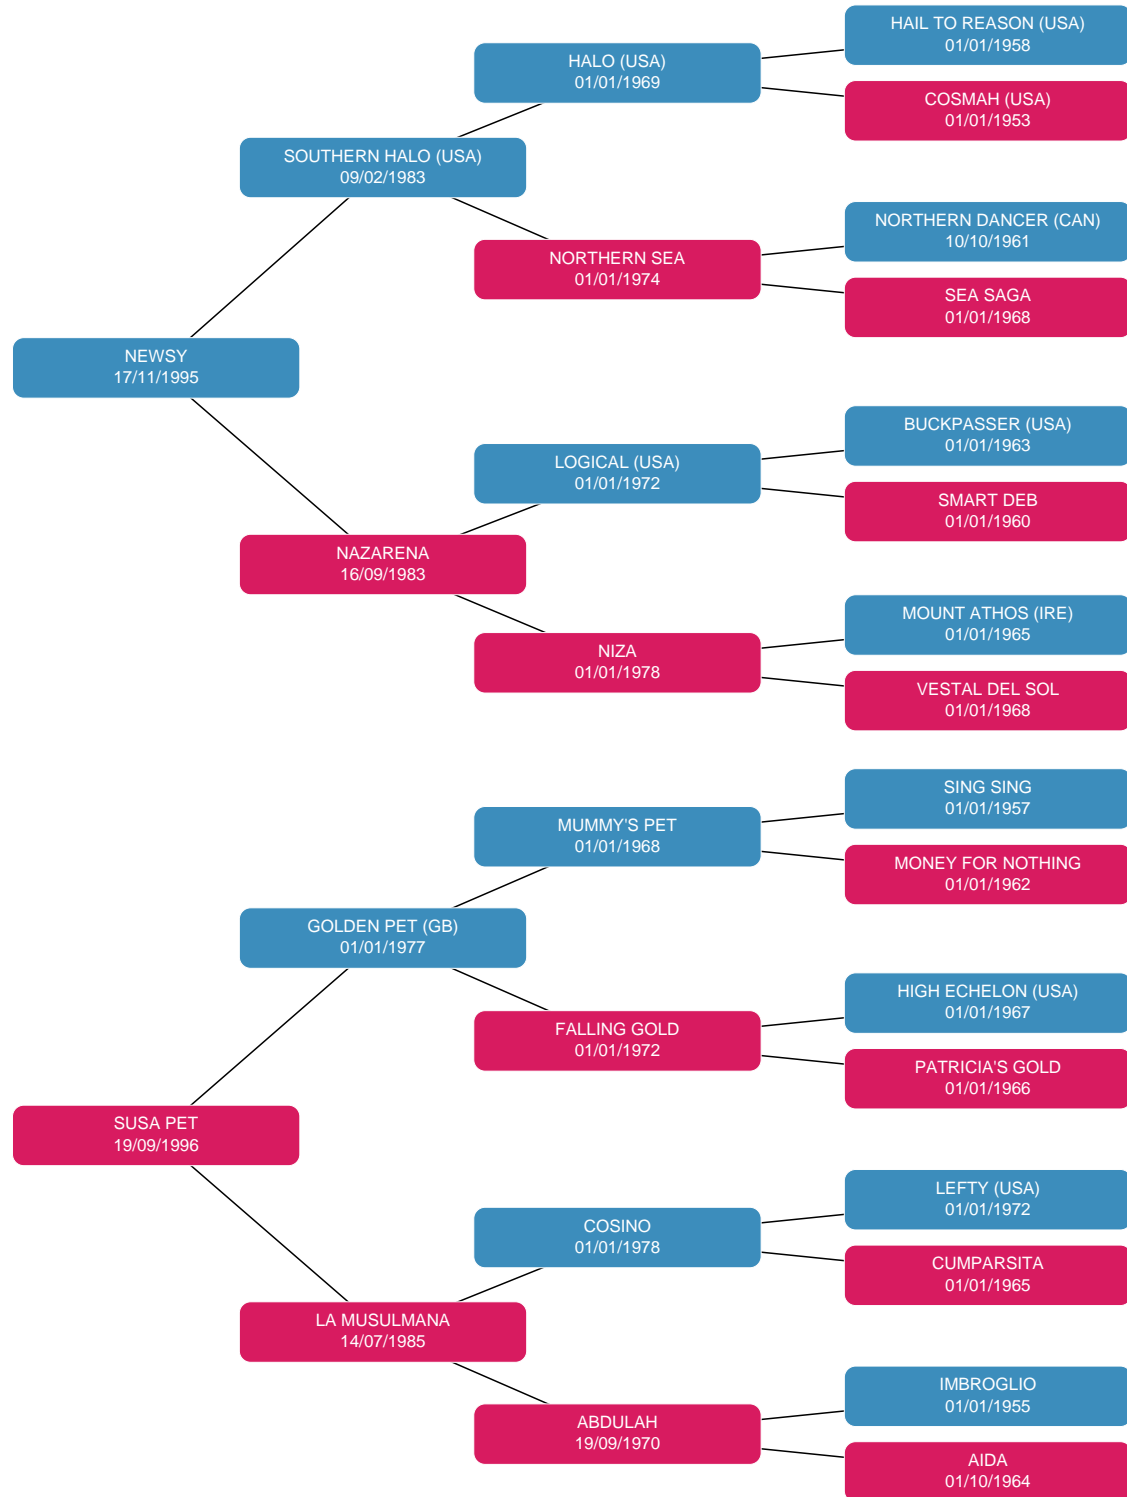 HAIL TO REASON (USA)
01/01/1958
HALO (USA)
01/01/1969
COSMAH (USA)
01/01/1953
SOUTHERN HALO (USA)
09/02/1983
NORTHERN DANCER (CAN)
10/10/1961
NORTHERN SEA
01/01/1974
SEA SAGA
01/01/1968
NEWSY
17/11/1995
BUCKPASSER (USA)
01/01/1963
LOGICAL (USA)
01/01/1972
SMART DEB
01/01/1960
NAZARENA
16/09/1983
MOUNT ATHOS (IRE)
01/01/1965
NIZA
01/01/1978
VESTAL DEL SOL
01/01/1968
SING SING
01/01/1957
MUMMY'S PET
01/01/1968
MONEY FOR NOTHING
01/01/1962
GOLDEN PET (GB)
01/01/1977
HIGH ECHELON (USA)
01/01/1967
FALLING GOLD
01/01/1972
PATRICIA'S GOLD
01/01/1966
SUSA PET
19/09/1996
LEFTY (USA)
01/01/1972
COSINO
01/01/1978
CUMPARSITA
01/01/1965
LA MUSULMANA
14/07/1985
IMBROGLIO
01/01/1955
ABDULAH
19/09/1970
AIDA
01/10/1964